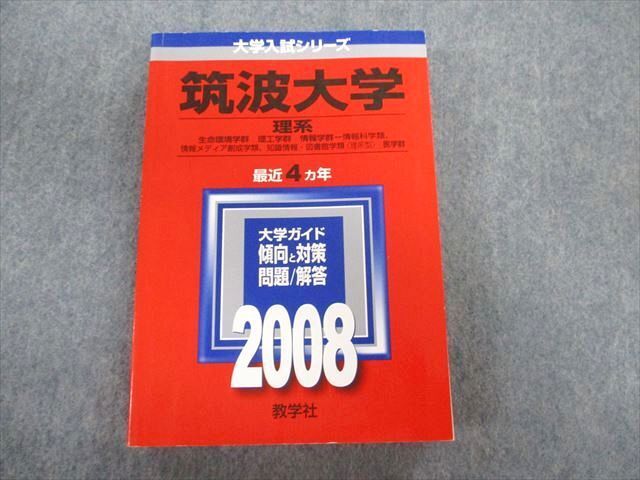 大学入試シリーズ
筑波大学
理系
生命環境学群 理工学群 情報学群－情報科学類、
情報メディア創成学類、知識情報・図書館学類〈理系型〉 医学群
最近4カ年
大学ガイド
傾向と対策
問題/解答
2008
教学社